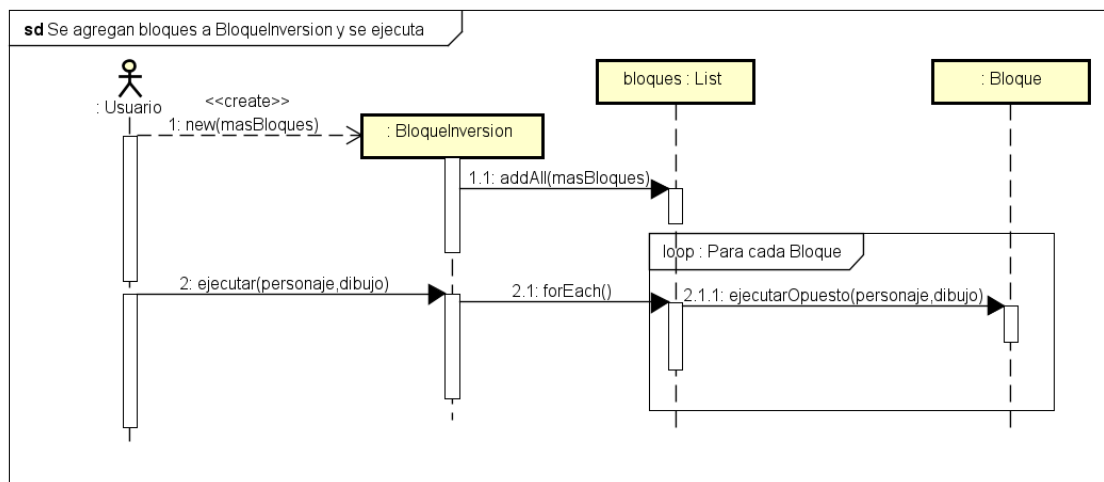 sd Se agregan bloques a BloqueInversion y se ejecuta
: Usuario
<<create>>
1: new(masBloques)
: BloqueInversion
bloques : List
: Bloque
1.1: addAll(masBloques)
loop : Para cada Bloque
2: ejecutar(personaje,dibujo)
2.1: forEach()
2.1.1: ejecutarOpuesto(personaje,dibujo)